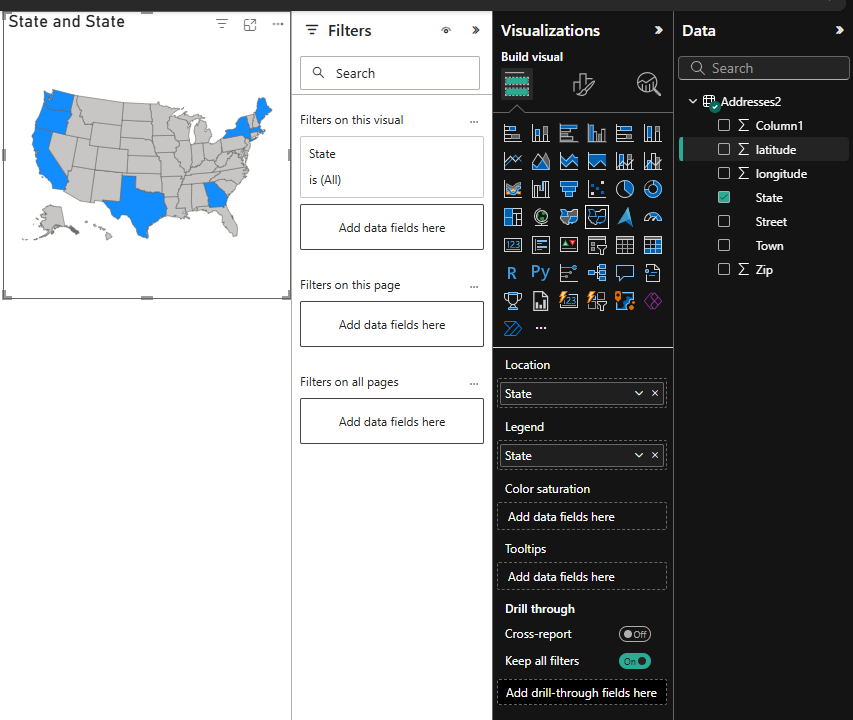 State and State
Filters
Search
Filters on this visual
...
State
is (All)
Add data fields here
Filters on this page
...
Add data fields here
Filters on all pages
...
Add data fields here
Visualizations
Build visual
123
R
Py
123
...
Location
State
Legend
State
Color saturation
Add data fields here
Tooltips
Add data fields here
Drill through
Cross-report
Off
Keep all filters
On
Add drill-through fields here
Data
Search
Addresses2
Σ Column1
latitude
Σ longitude
State
Street
Town
Σ Zip